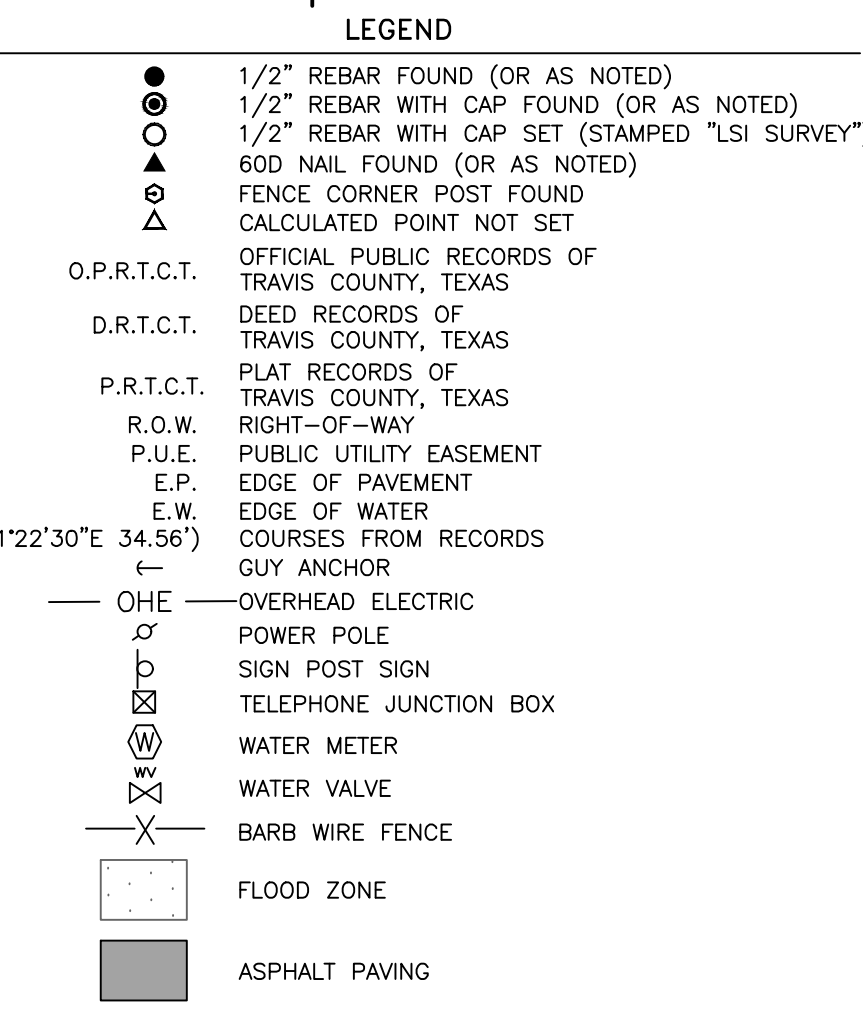 LEGEND
1/2" REBAR FOUND (OR AS NOTED)
1/2" REBAR WITH CAP FOUND (OR AS NOTED)
1/2" REBAR WITH CAP SET (STAMPED "LSI SURVEY")
60D NAIL FOUND (OR AS NOTED)
FENCE CORNER POST FOUND
CALCULATED POINT NOT SET
O.P.R.T.C.T. OFFICIAL PUBLIC RECORDS OF
TRAVIS COUNTY, TEXAS
D.R.T.C.T. DEED RECORDS OF
TRAVIS COUNTY, TEXAS
P.R.T.C.T. PLAT RECORDS OF
TRAVIS COUNTY, TEXAS
R.O.W. RIGHT-OF-WAY
P.U.E. PUBLIC UTILITY EASEMENT
E.P. EDGE OF PAVEMENT
E.W. EDGE OF WATER
1°22'30"E 34.56') COURSES FROM RECORDS
GUY ANCHOR
OHE OVERHEAD ELECTRIC
POWER POLE
SIGN POST SIGN
TELEPHONE JUNCTION BOX
W WATER METER
WV
WATER VALVE
X BARB WIRE FENCE
FLOOD ZONE
ASPHALT PAVING